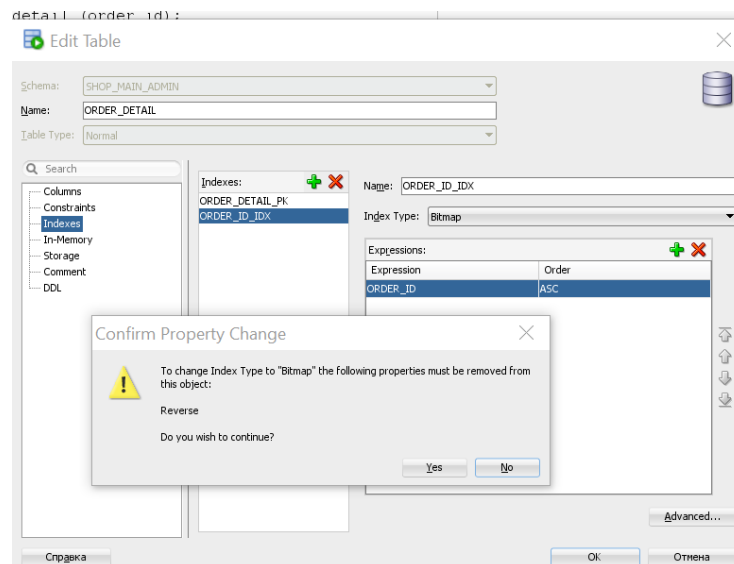 detail (order_id);
Edit Table
Schema: SHOP_MAIN_ADMIN
Name: ORDER_DETAIL
Table Type: Normal
Search
Columns
Constraints
Indexes
In-Memory
Storage
Comment
DDL
Indexes:
ORDER_DETAIL_PK
ORDER_ID_IDX
Name: ORDER_ID_IDX
Index Type: Bitmap
Expressions:
Expression Order
ORDER_ID ASC
Confirm Property Change
To change Index Type to "Bitmap" the following properties must be removed from
this object:
Reverse
Do you wish to continue?
Yes No
Advanced...
Справка OK Отмена